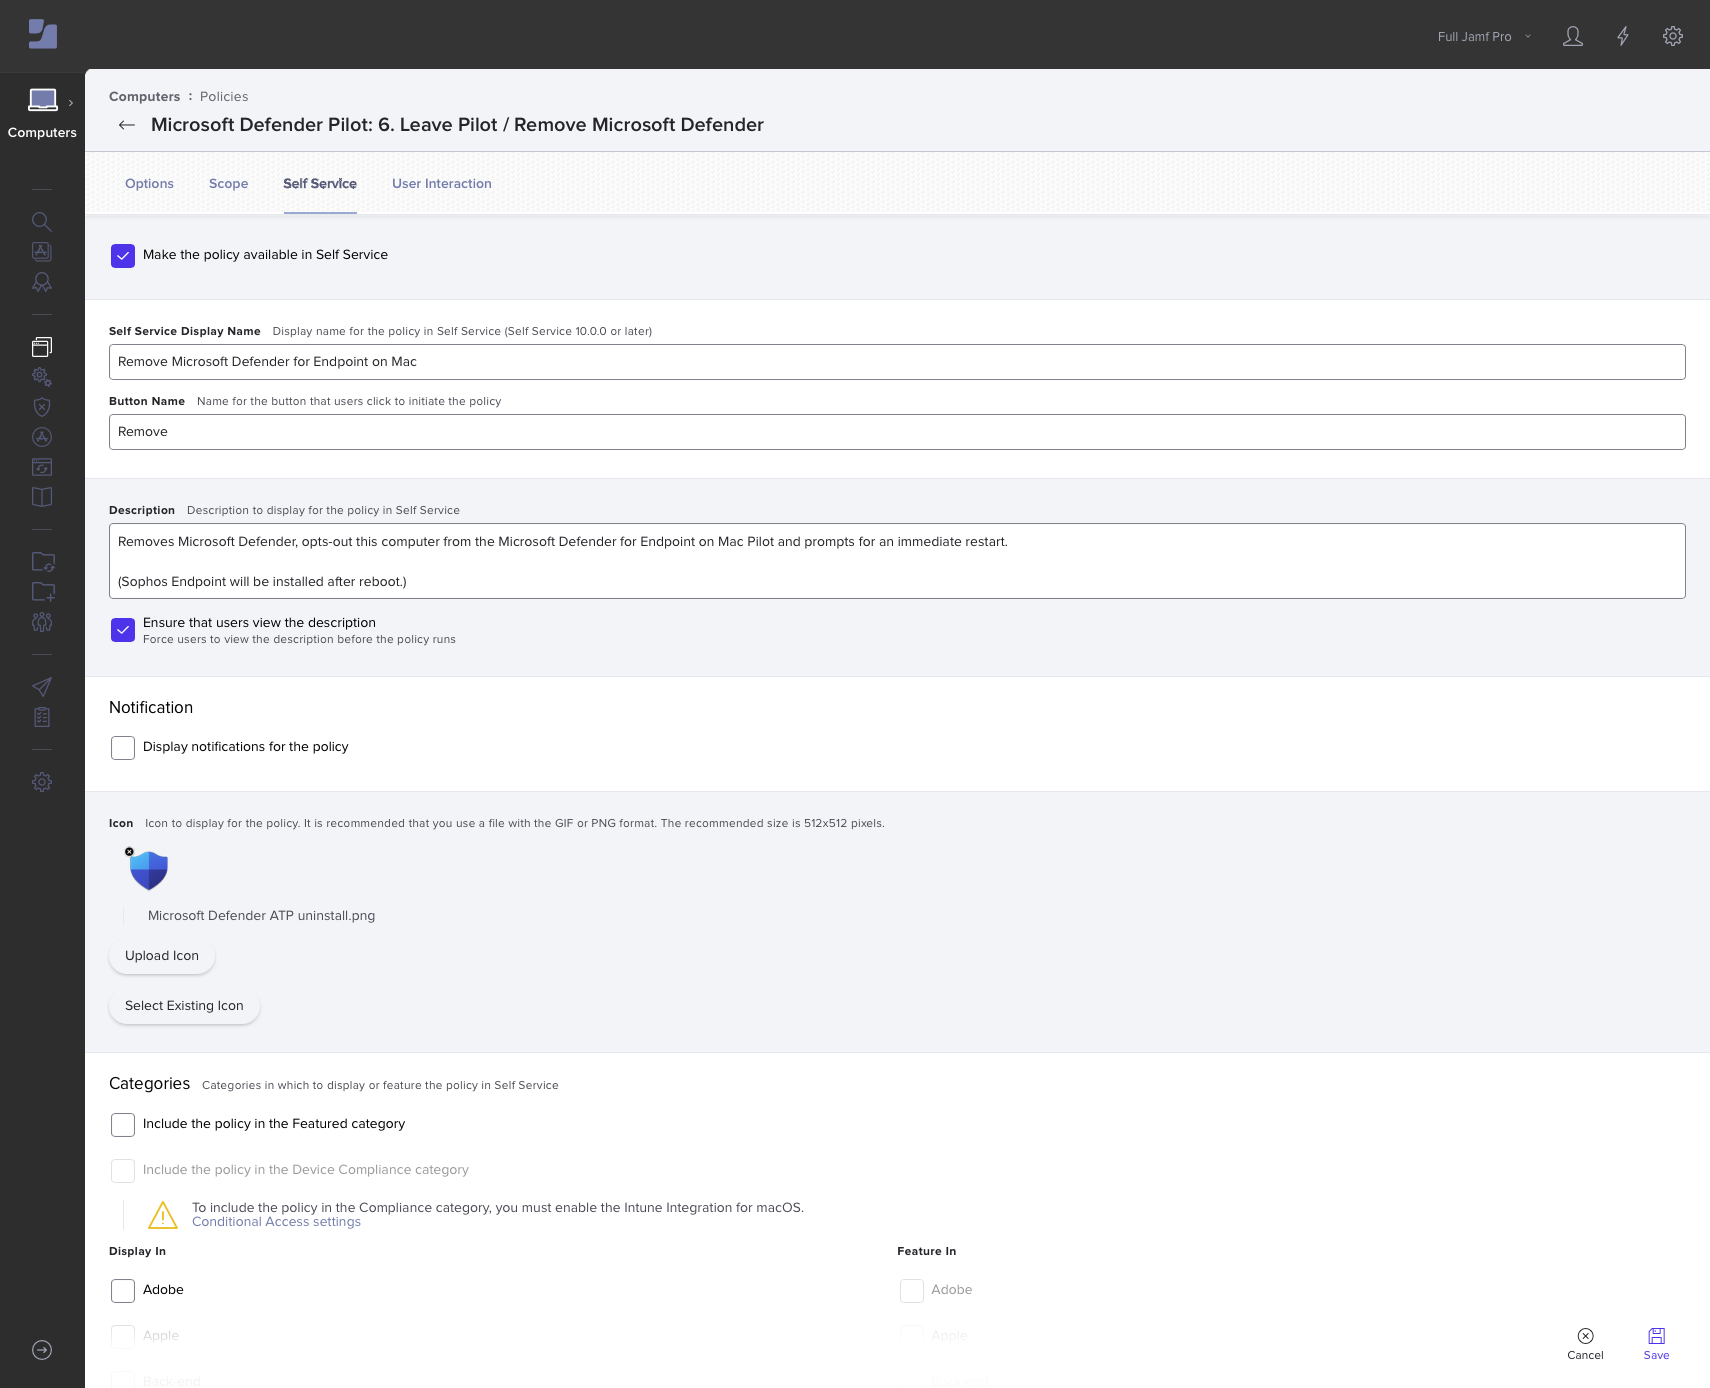 Full Jamf Pro
Computers
Computers : Policies
Microsoft Defender Pilot: 6. Leave Pilot / Remove Microsoft Defender
Options Scope Self Service User Interaction
Make the policy available in Self Service
Self Service Display Name Display name for the policy in Self Service (Self Service 10.0.0 or later)
Remove Microsoft Defender for Endpoint on Mac
Button Name Name for the button that users click to initiate the policy
Remove
Description Description to display for the policy in Self Service
Removes Microsoft Defender, opts-out this computer from the Microsoft Defender for Endpoint on Mac Pilot and prompts for an immediate restart.
(Sophos Endpoint will be installed after reboot.)
Ensure that users view the description
Force users to view the description before the policy runs
Notification
Display notifications for the policy
Icon Icon to display for the policy. It is recommended that you use a file with the GIF or PNG format. The recommended size is 512x512 pixels.
Microsoft Defender ATP uninstall.png
Upload Icon
Select Existing Icon
Categories Categories in which to display or feature the policy in Self Service
Include the policy in the Featured category
Include the policy in the Device Compliance category
To include the policy in the Compliance category, you must enable the Intune Integration for macOS.
Conditional Access settings
Display In Feature In
Adobe Adobe
Apple Apple
Back-end Back-end
Cancel Save